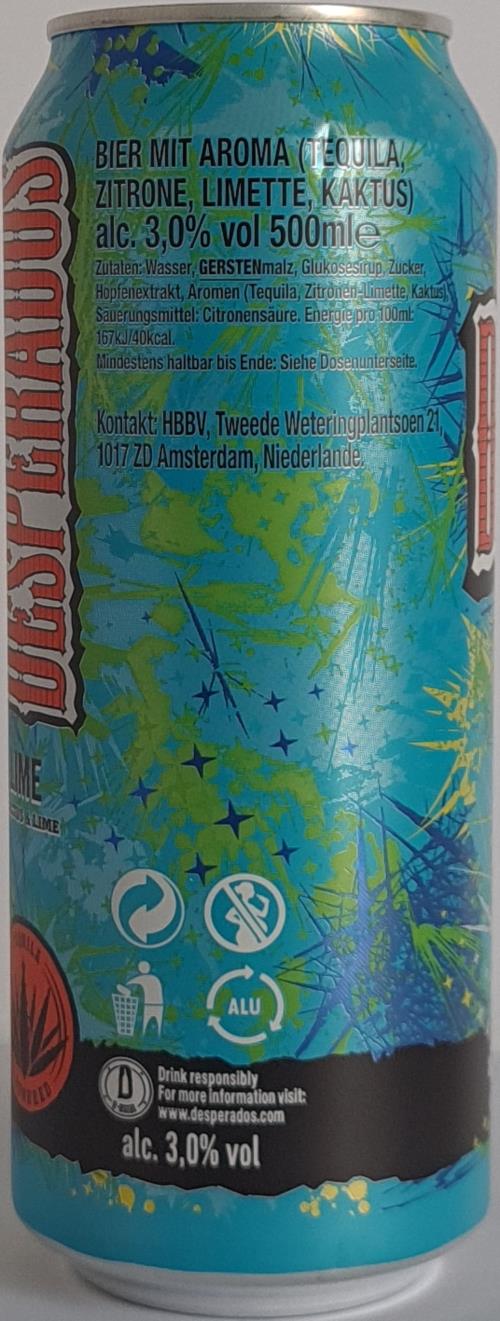 DESPERADOS
BIER MIT AROMA (TEQUILA,
ZITRONE, LIMETTE, KAKTUS)
alc. 3,0% vol 500ml e
Zutaten: Wasser, GERSTENmalz, Glukosesirup, Zucker,
Hopfenextrakt, Aromen (Tequila, Zitronen-Limette, Kaktus)
Säuerungsmittel: Citronensäure. Energie pro 100ml:
167kJ/40kcal.
Mindestens haltbar bis Ende: Siehe Dosenunterseite.
Kontakt: HBBV, Tweede Weteringplantsoen 21,
1017 ZD Amsterdam, Niederlande.
& LIME
ALU
D
Drink responsibly
For more information visit:
www.desperados.com
alc. 3,0% vol